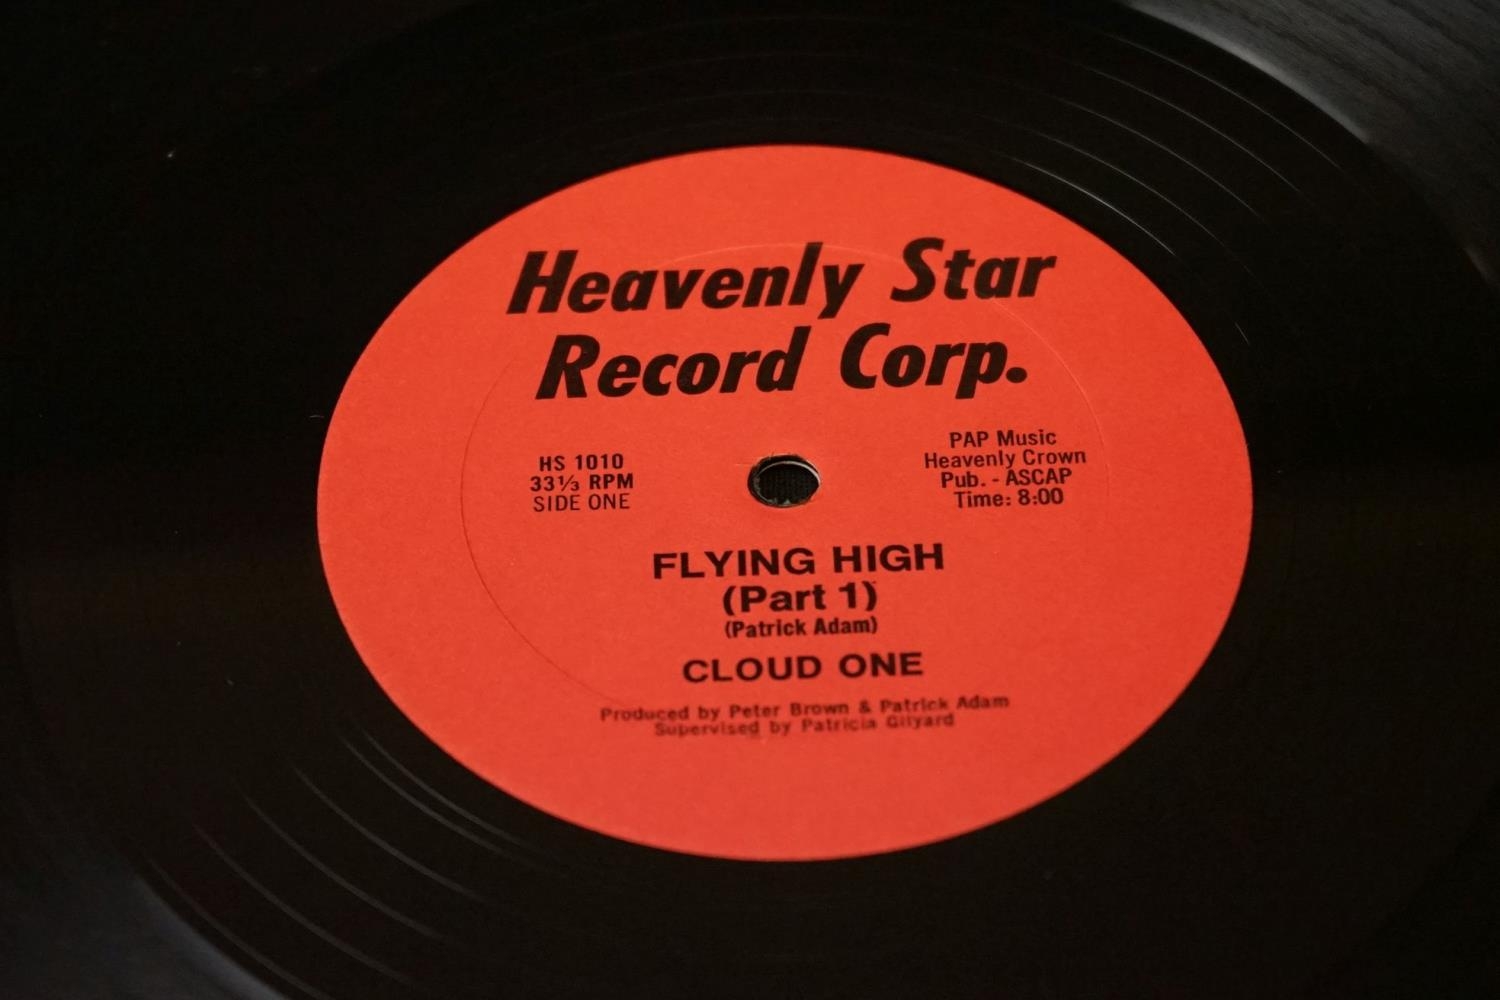 Heavenly Star
Record Corp.
HS 1010
33⅓ RPM
SIDE ONE
PAP Music
Heavenly Crown
Pub. - ASCAP
Time: 8:00
FLYING HIGH
(Part 1)
(Patrick Adam)
CLOUD ONE
Produced by Peter Brown & Patrick Adam
Supervised by Patricia Gilyard